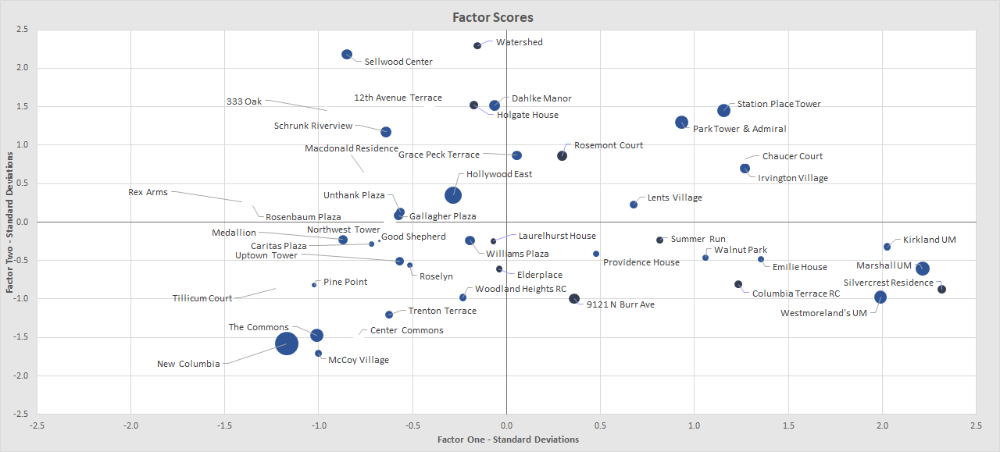 Factor Scores
2.5
2.0
1.5
1.0
0.5
0.0
-0.5
-1.0
-1.5
-2.0
-2.5
Factor Two - Standard Deviations
Watershed
Sellwood Center
333 Oak
12th Avenue Terrace
Dahlke Manor
Holgate House
Station Place Tower
Park Tower & Admiral
Schrunk Riverview
Macdonald Residence
Grace Peck Terrace
Rosemont Court
Chaucer Court
Irvington Village
Hollywood East
Rex Arms
Unthank Plaza
Lents Village
Rosenbaum Plaza
Gallagher Plaza
Medallion
Northwest Tower
Good Shepherd
Laurelhurst House
Summer Run
Kirkland UM
Caritas Plaza
Uptown Tower
Williams Plaza
Walnut Park
Providence House
Emilie House
Marshall UM
Roselyn
Elderplace
Pine Point
Silvercrest Residence
Woodland Heights RC
Columbia Terrace RC
Tillicum Court
9121 N Burr Ave
Trenton Terrace
Westmoreland's UM
The Commons
Center Commons
New Columbia
McCoy Village
-2.5
-2.0
-1.5
-1.0
-0.5
0.0
0.5
1.0
1.5
2.0
2.5
Factor One - Standard Deviations